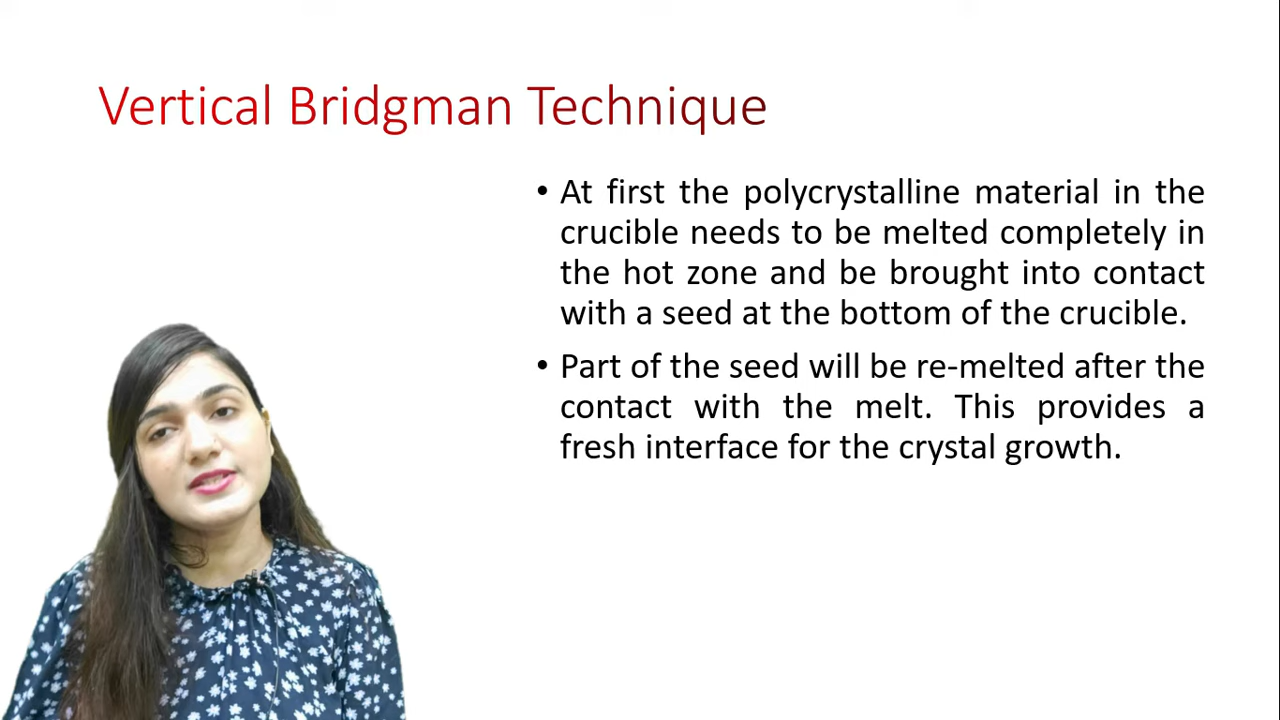 Vertical Bridgman Technique
• At first the polycrystalline material in the
crucible needs to be melted completely in
the hot zone and be brought into contact
with a seed at the bottom of the crucible.
• Part of the seed will be re-melted after the
contact with the melt. This provides a
fresh interface for the crystal growth.